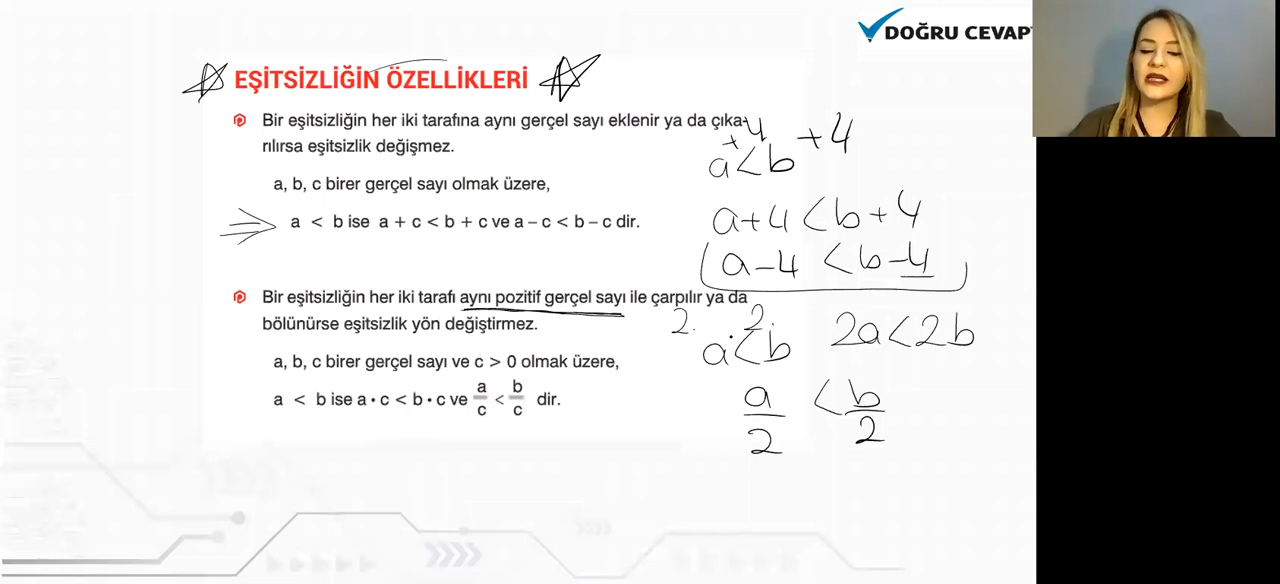 DOĞRU CEVAP
EŞİTSİZLİĞİN ÖZELLİKLERİ
Bir eşitsizliğin her iki tarafına aynı gerçel sayı eklenir ya da çıka-
rılırsa eşitsizlik değişmez.
a, b, c birer gerçel sayı olmak üzere,
a < b ise a + c < b + c ve a – c < b – c dir.
+4 +4
a<b
a+4<b+4
a-4<b-4
Bir eşitsizliğin her iki tarafı aynı pozitif gerçel sayı ile çarpılır ya da
bölünürse eşitsizlik yön değiştirmez.
a, b, c birer gerçel sayı ve c > 0 olmak üzere,
a < b ise a • c < b • c ve a/c < b/c dir.
2. 2.
a<b 2a<2b
a/2 < b/2